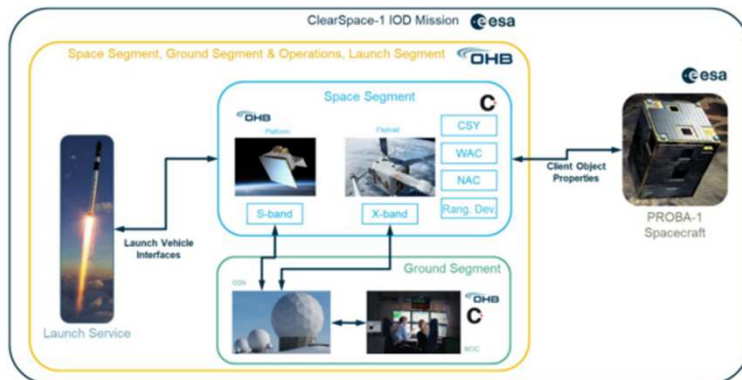 ClearSpace-1 IOD Mission esa
Space Segment, Ground Segment & Operations, Launch Segment OHB
esa
Space Segment
OHB
Platform
Payload
CSY
WAC
NAC
Rang. Dev.
S-band
X-band
Launch Vehicle
Interfaces
Launch Service
Client Object
Properties
PROBA-1
Spacecraft
Ground Segment
GSN
OHB
MOC